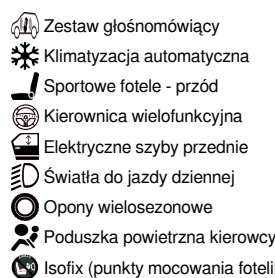 Zestaw głośnomówiący
Klimatyzacja automatyczna
Sportowe fotele - przód
Kierownica wielofunkcyjna
Elektryczne szyby przednie
Światła do jazdy dziennej
Opony wielosezonowe
Poduszka powietrzna kierowcy
Isofix (punkty mocowania foteli